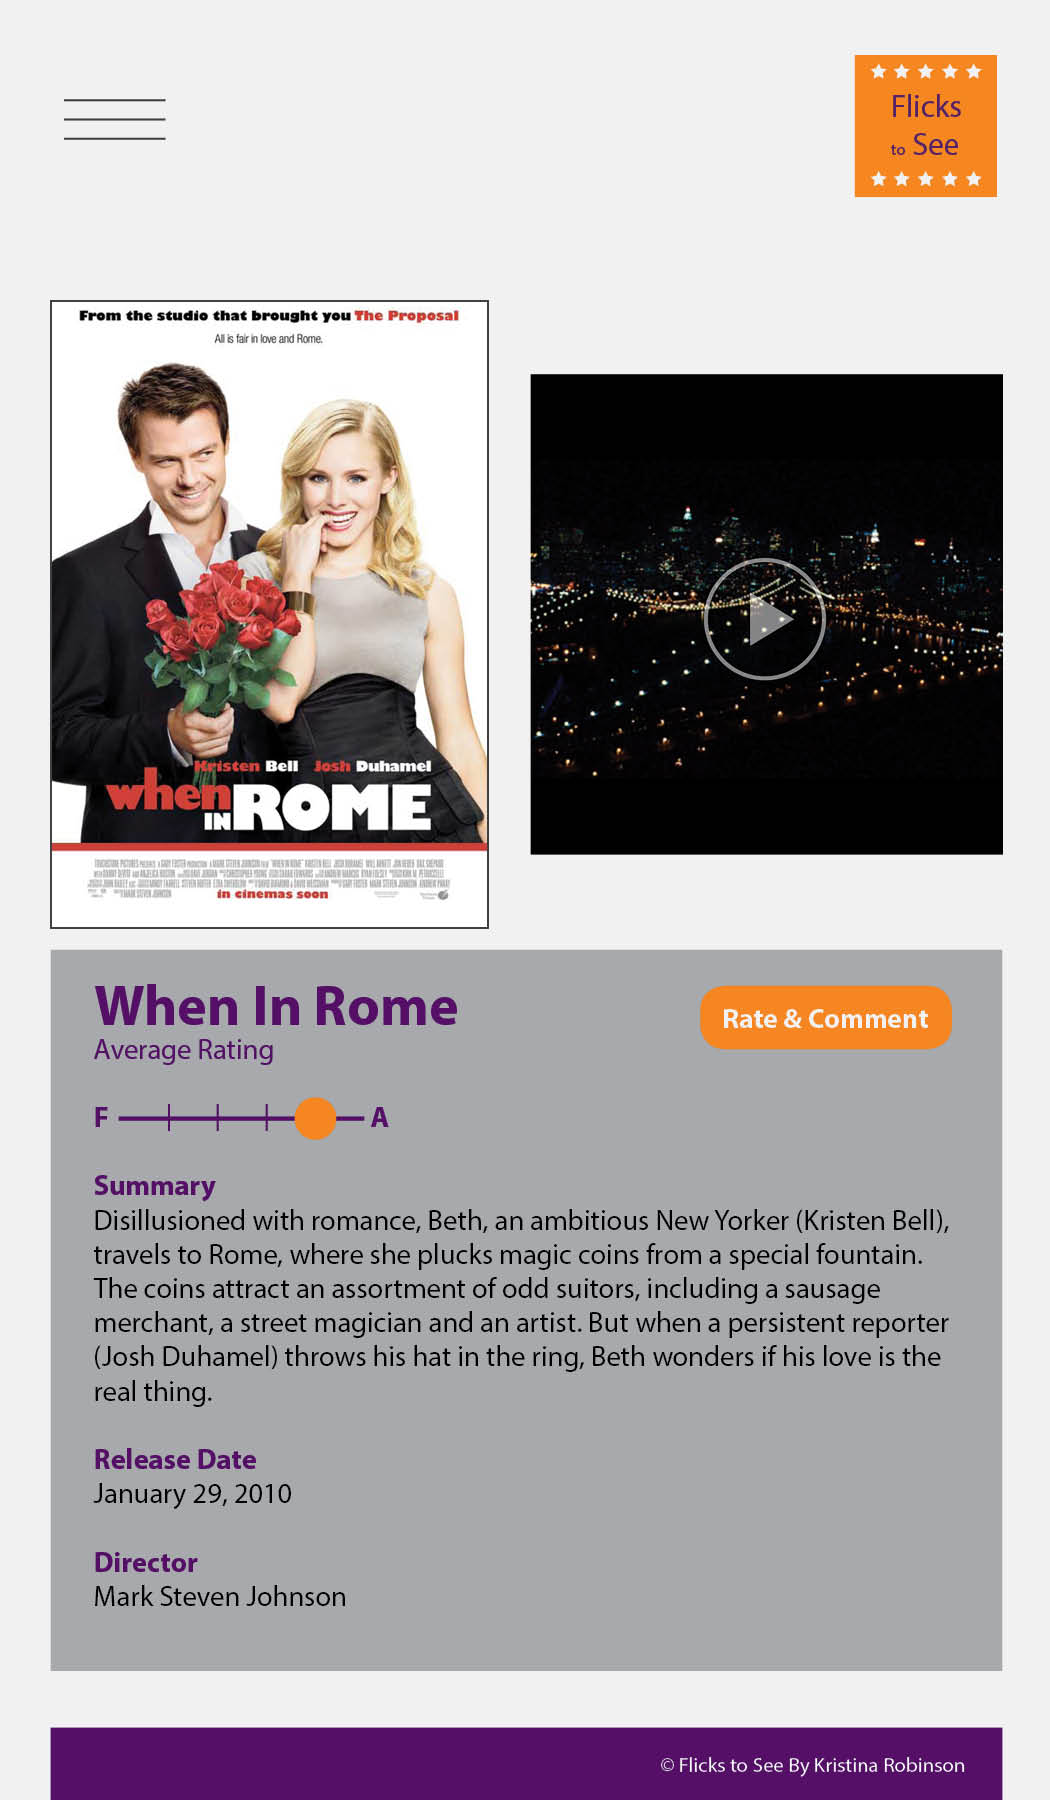 Flicks
to See
From the studio that brought you The Proposal
All is fair in love and Rome.
Kristen Bell Josh Duhamel
when
IN ROME
in cinemas soon
When In Rome
Average Rating
Rate & Comment
F A
Summary
Disillusioned with romance, Beth, an ambitious New Yorker (Kristen Bell),
travels to Rome, where she plucks magic coins from a special fountain.
The coins attract an assortment of odd suitors, including a sausage
merchant, a street magician and an artist. But when a persistent reporter
(Josh Duhamel) throws his hat in the ring, Beth wonders if his love is the
real thing.
Release Date
January 29, 2010
Director
Mark Steven Johnson
© Flicks to See By Kristina Robinson